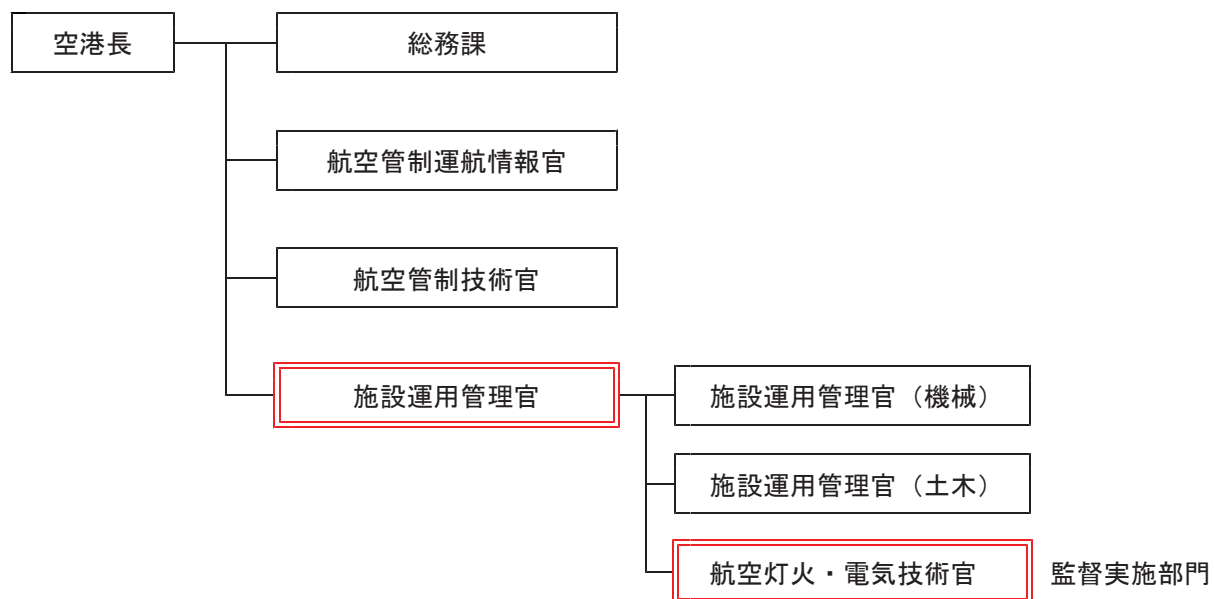 空港長
総務課
航空管制運航情報官
航空管制技術官
施設運用管理官
施設運用管理官（機械）
施設運用管理官（土木）
航空灯火・電気技術官
監督実施部門